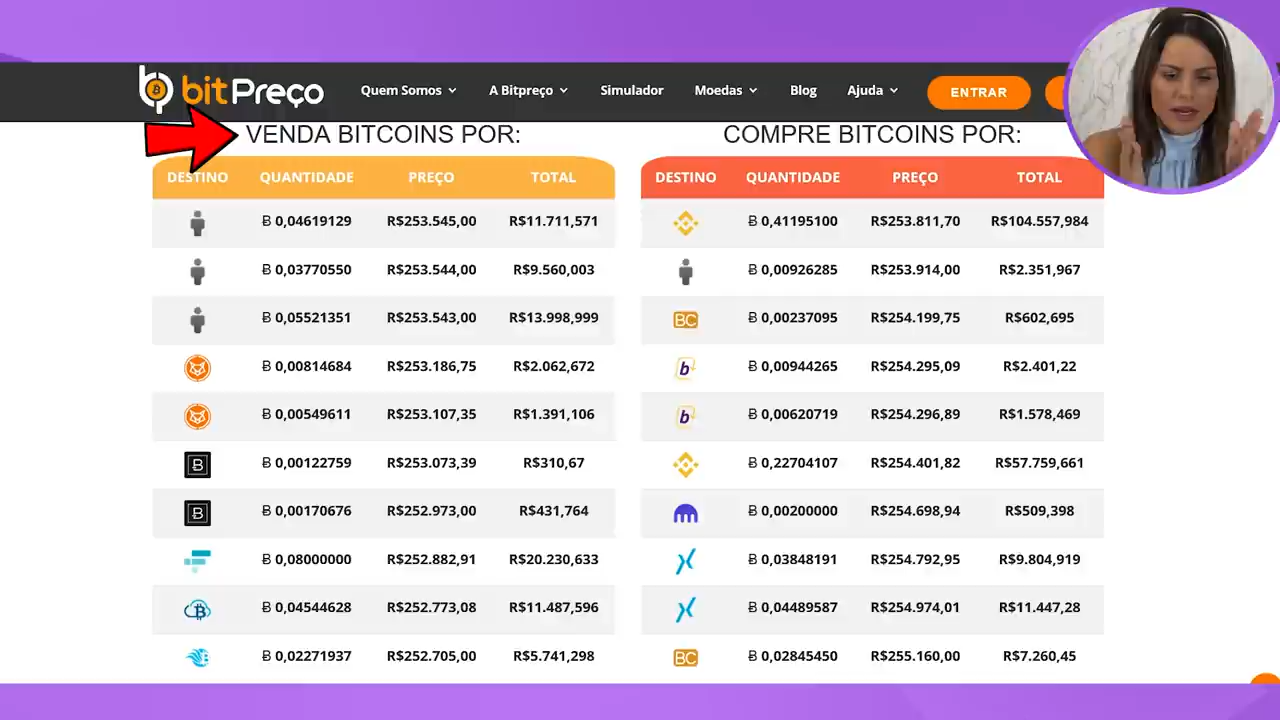 bitPreço
Quem Somos A Bitpreço Simulador Moedas Blog Ajuda ENTRAR
VENDA BITCOINS POR:
DESTINO QUANTIDADE PREÇO TOTAL
Ƀ 0,04619129 R$253.545,00 R$11.711,571
Ƀ 0,03770550 R$253.544,00 R$9.560,003
Ƀ 0,05521351 R$253.543,00 R$13.998,999
Ƀ 0,00814684 R$253.186,75 R$2.062,672
Ƀ 0,00549611 R$253.107,35 R$1.391,106
Ƀ 0,00122759 R$253.073,39 R$310,67
Ƀ 0,00170676 R$252.973,00 R$431,764
Ƀ 0,08000000 R$252.882,91 R$20.230,633
Ƀ 0,04544628 R$252.773,08 R$11.487,596
Ƀ 0,02271937 R$252.705,00 R$5.741,298
COMPRE BITCOINS POR:
DESTINO QUANTIDADE PREÇO TOTAL
Ƀ 0,41195100 R$253.811,70 R$104.557,984
Ƀ 0,00926285 R$253.914,00 R$2.351,967
BC Ƀ 0,00237095 R$254.199,75 R$602,695
b Ƀ 0,00944265 R$254.295,09 R$2.401,22
b Ƀ 0,00620719 R$254.296,89 R$1.578,469
Ƀ 0,22704107 R$254.401,82 R$57.759,661
Ƀ 0,00200000 R$254.698,94 R$509,398
Ƀ 0,03848191 R$254.792,95 R$9.804,919
Ƀ 0,04489587 R$254.974,01 R$11.447,28
BC Ƀ 0,02845450 R$255.160,00 R$7.260,45